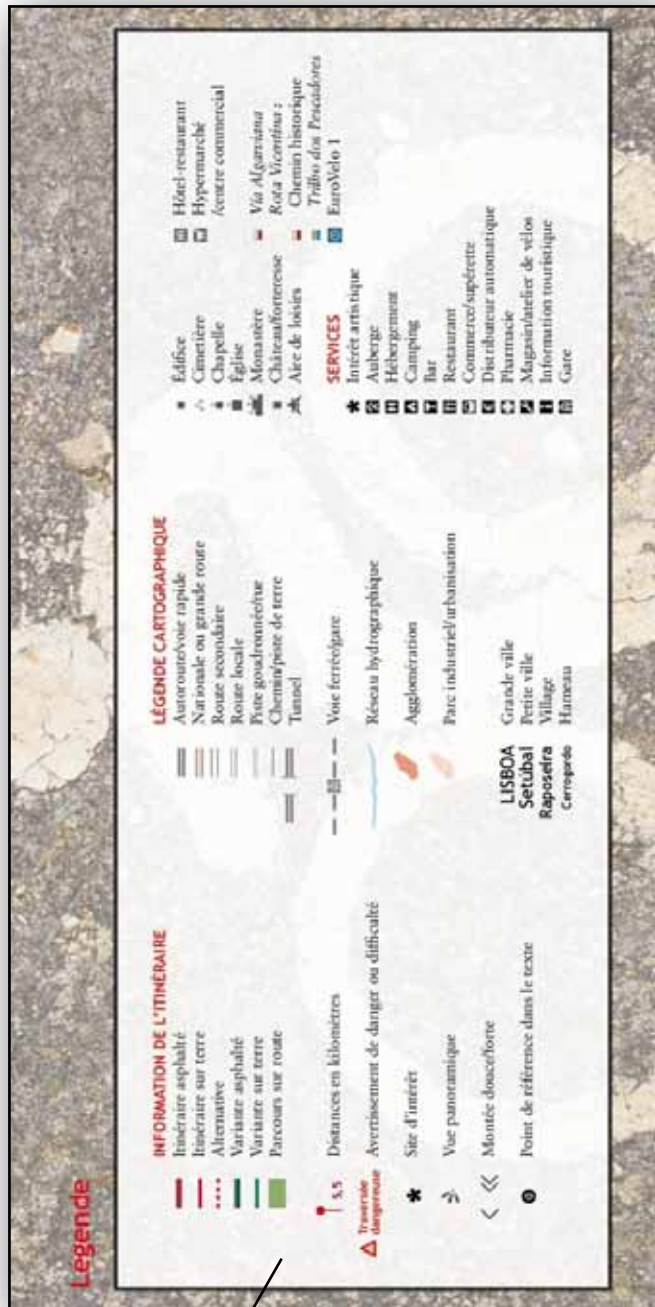 Légende
INFORMATION DE L'ITINÉRAIRE
Itinéraire asphalté
Itinéraire sur terre
Alternative
Variante asphalté
Variante sur terre
Parcours sur route
5,5
Distances en kilomètres
Traversée
dangereuse
Avertissement de danger ou difficulté
Site d'intérêt
Vue panoramique
Montée douce/forte
Point de référence dans le texte
LÉGENDE CARTOGRAPHIQUE
Autoroute/voie rapide
Nationale ou grande route
Route secondaire
Route locale
Piste goudronnée/rue
Chemin/piste de terre
Tunnel
Voie ferrée/gare
Réseau hydrographique
Agglomération
Parc industriel/urbanisation
LISBOA Grande ville
Setúbal Petite ville
Raposeira Village
Cerrogordo Hameau
Édifice
Cimetière
Chapelle
Église
Monastère
Château/forteresse
Aire de loisirs
SERVICES
Intérêt artistique
Auberge
Hébergement
Camping
Bar
Restaurant
Commerce/supérette
Distributeur automatique
Pharmacie
Magasin/atelier de vélos
Information touristique
Gare
Hôtel-restaurant
Hypermarché
/centre commercial
Via Algarviana
Rota Vicentina :
Chemin historique
Trilho dos Pescadores
EuroVelo 1